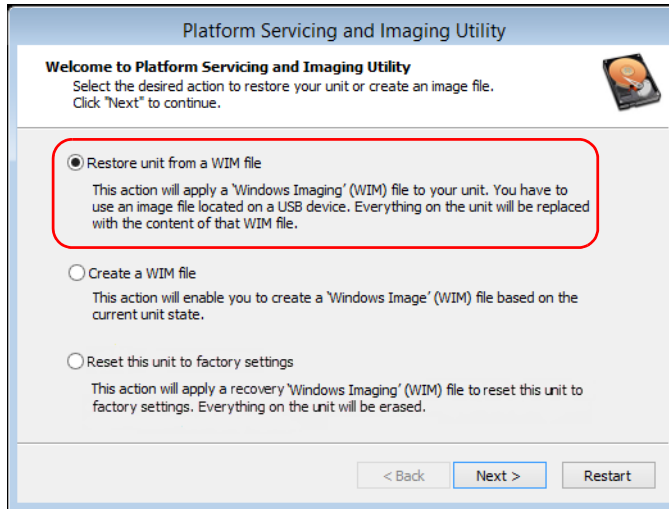 Platform Servicing and Imaging Utility
Welcome to Platform Servicing and Imaging Utility
Select the desired action to restore your unit or create an image file.
Click "Next" to continue.
Restore unit from a WIM file
This action will apply a 'Windows Imaging' (WIM) file to your unit. You have to
use an image file located on a USB device. Everything on the unit will be replaced
with the content of that WIM file.
Create a WIM file
This action will enable you to create a 'Windows Image' (WIM) file based on the
current unit state.
Reset this unit to factory settings
This action will apply a recovery 'Windows Imaging' (WIM) file to reset this unit to
factory settings. Everything on the unit will be erased.
< Back Next > Restart